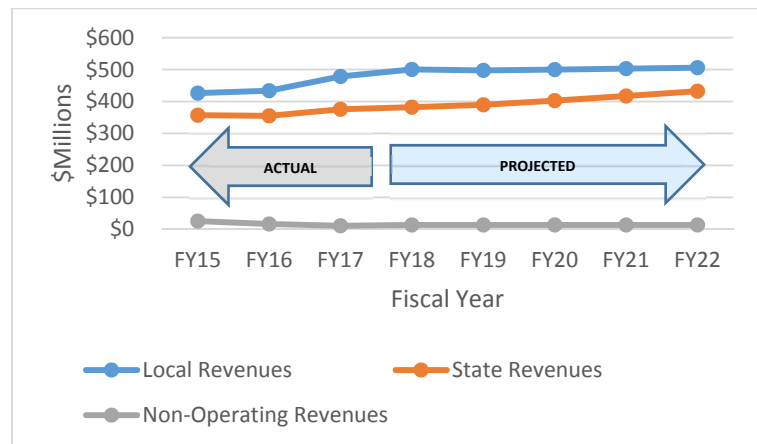 $600
$500
$400
$300
$200
$100
$0
$Millions
ACTUAL
PROJECTED
FY15 FY16 FY17 FY18 FY19 FY20 FY21 FY22
Fiscal Year
Local Revenues State Revenues
Non-Operating Revenues